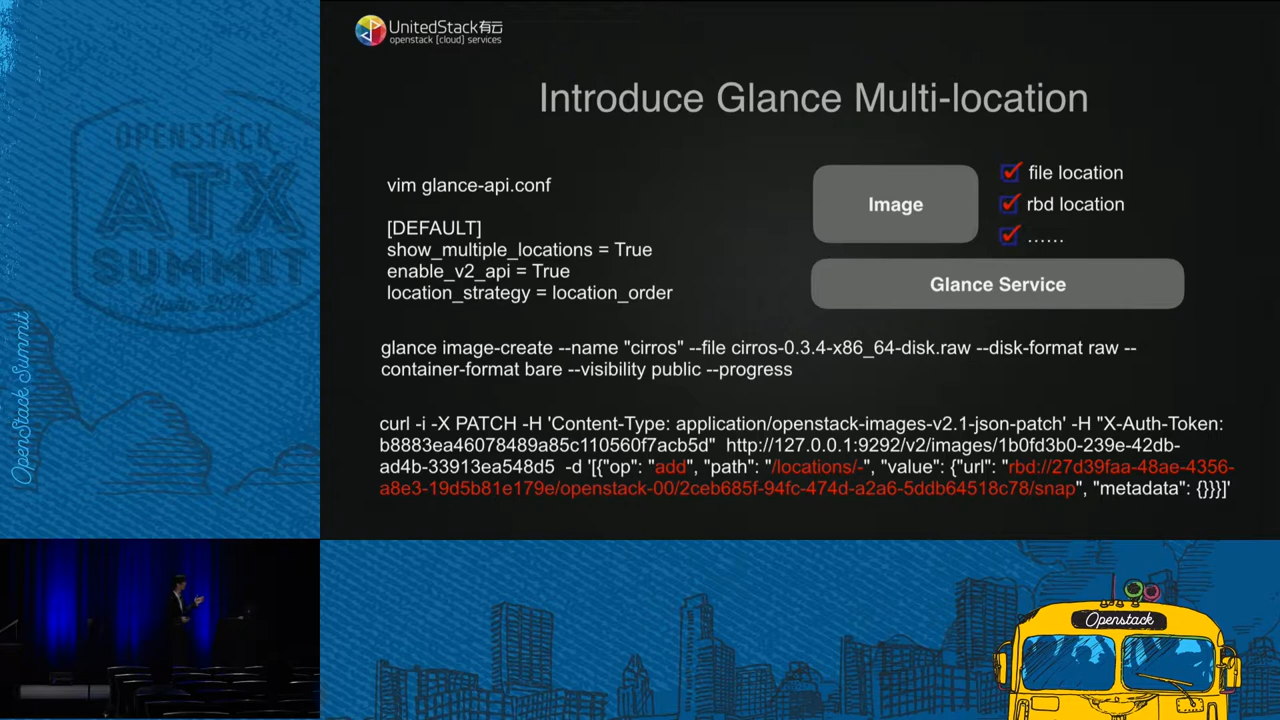 UnitedStack有云
openstack [cloud] services
Introduce Glance Multi-location
vim glance-api.conf
[DEFAULT]
show_multiple_locations = True
enable_v2_api = True
location_strategy = location_order
Image
file location
rbd location
......
Glance Service
glance image-create --name "cirros" --file cirros-0.3.4-x86_64-disk.raw --disk-format raw --
container-format bare --visibility public --progress
curl -i -X PATCH -H 'Content-Type: application/openstack-images-v2.1-json-patch' -H "X-Auth-Token:
b8883ea46078489a85c110560f7acb5d"  http://127.0.0.1:9292/v2/images/1b0fd3b0-239e-42db-
ad4b-33913ea548d5  -d '[{"op": "add", "path": "/locations/-", "value": {"url": "rbd://27d39faa-48ae-4356-
a8e3-19d5b81e179e/openstack-00/2ceb685f-94fc-474d-a2a6-5ddb64518c78/snap", "metadata": {}}}]'
OPENSTACK
ATX
SUMMIT
OpenStack Summit
Openstack